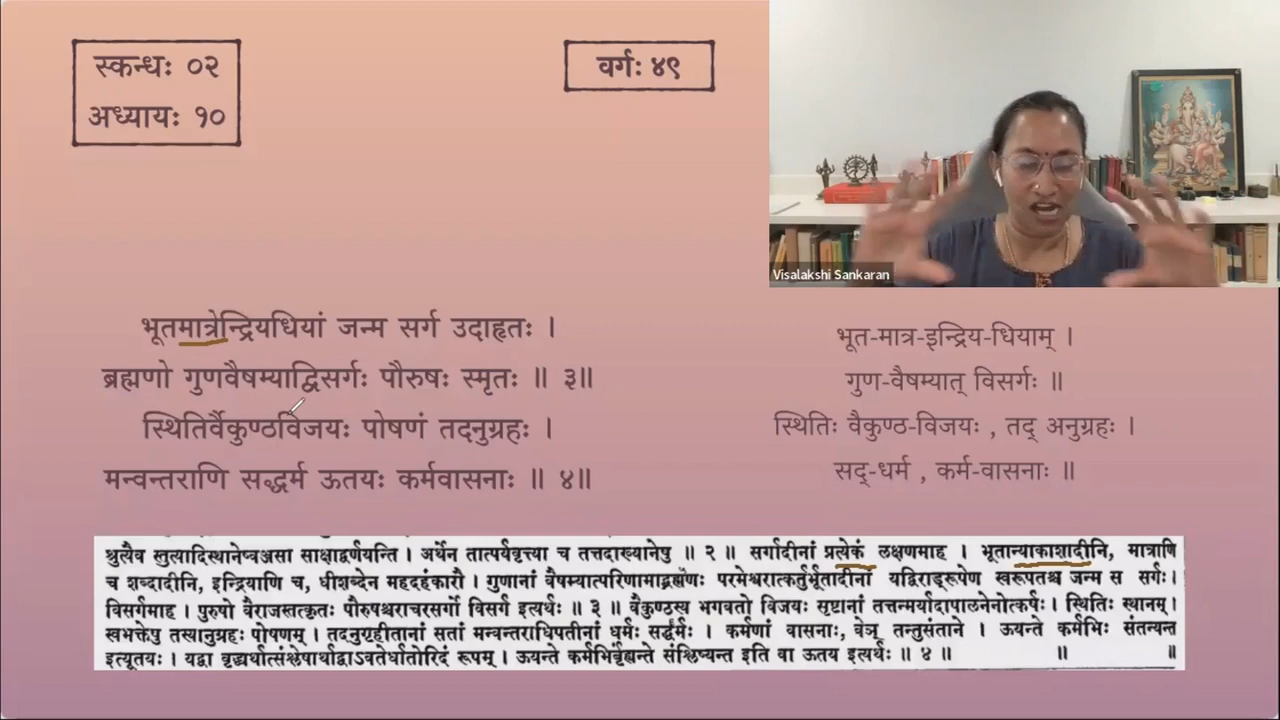 स्कन्धः ०२
अध्यायः १०
वर्गः ४९
Visalakshi Sankaran
भूतमात्रेन्द्रियधियां जन्म सर्ग उदाहृतः ।
ब्रह्मणो गुणवैषम्याद्विसर्गः पौरुषः स्मृतः ॥ ३॥
स्थितिर्वैकुण्ठविजयः पोषणं तदनुग्रहः ।
मन्वन्तराणि सद्धर्म ऊतयः कर्मवासनाः ॥ ४॥
भूत-मात्र-इन्द्रिय-धियाम् ।
गुण-वैषम्यात् विसर्गः ॥
स्थितिः वैकुण्ठ-विजयः , तद् अनुग्रहः ।
सद्-धर्म , कर्म-वासनाः ॥
श्रुत्यैव स्तुत्यादिस्थानेष्वञ्जसा साक्षाद्वर्णयन्ति । अर्थेन तात्पर्यवृत्त्या च तत्तदाख्यानेषु ॥ २ ॥ सर्गादीनां प्रत्येकं लक्षणमाह । भूतान्याकाशादीनि, मात्राणि
च शब्दादीनि, इन्द्रियाणि च, धीशब्देन महदहंकारौ । गुणानां वैषम्यात्परिणामाद्ब्रह्मणः परमेश्वरात्कर्तुर्भूतादीनां यद्विराड्रूपेण स्वरूपतश्च जन्म स सर्गः ।
विसर्गमाह । पुरुषो वैराजस्तत्कृतः पौरुषश्चराचरसर्गो विसर्ग इत्यर्थः ॥ ३ ॥ वैकुण्ठस्य भगवतो विजयः सृष्टानां तत्तन्मर्यादापालनेनोत्कर्षः । स्थितिः स्थानम् ।
स्वभक्तेषु तस्यानुग्रहः पोषणम् । तदनुगृहीतानां सतां मन्वन्तराधिपतीनां धर्मः सद्धर्मः । कर्मणां वासनाः, वेञ् तन्तुसंताने । ऊयन्ते कर्मभिः संतन्यन्त
इत्यूतयः । यद्वा वृद्ध्यर्थात्संश्लेषार्थाद्वाऽवतेर्धातोरिदं रूपम् । ऊयन्ते कर्मभिर्बृंह्यन्ते संश्लिष्यन्त इति वा ऊतय इत्यर्थः ॥ ४ ॥ ॥ ॥